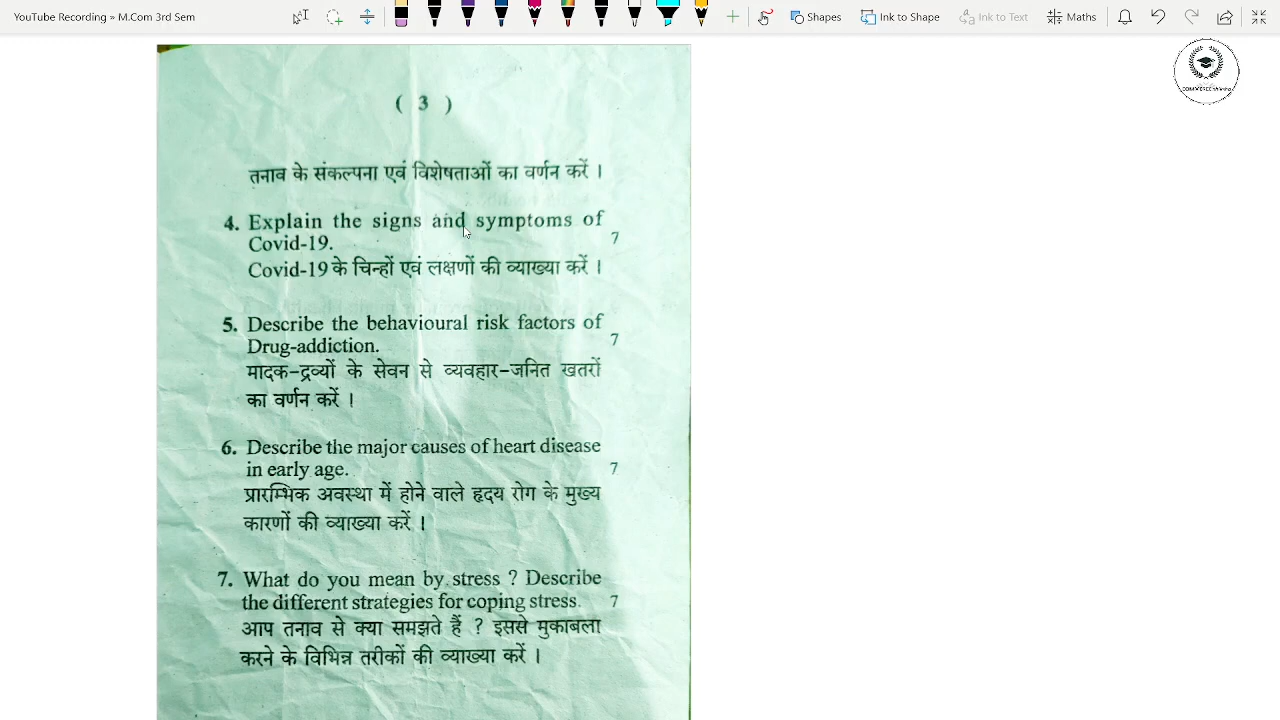 YouTube Recording » M.Com 3rd Sem
Shapes
Ink to Shape
Ink to Text
Maths
( 3 )
तनाव के संकल्पना एवं विशेषताओं का वर्णन करें ।
4. Explain the signs and symptoms of
Covid-19. 7
Covid-19 के चिन्हों एवं लक्षणों की व्याख्या करें ।
5. Describe the behavioural risk factors of
Drug-addiction. 7
मादक-द्रव्यों के सेवन से व्यवहार-जनित खतरों
का वर्णन करें ।
6. Describe the major causes of heart disease
in early age. 7
प्रारम्भिक अवस्था में होने वाले हृदय रोग के मुख्य
कारणों की व्याख्या करें ।
7. What do you mean by stress ? Describe
the different strategies for coping stress. 7
आप तनाव से क्या समझते हैं ? इससे मुकाबला
करने के विभिन्न तरीकों की व्याख्या करें ।